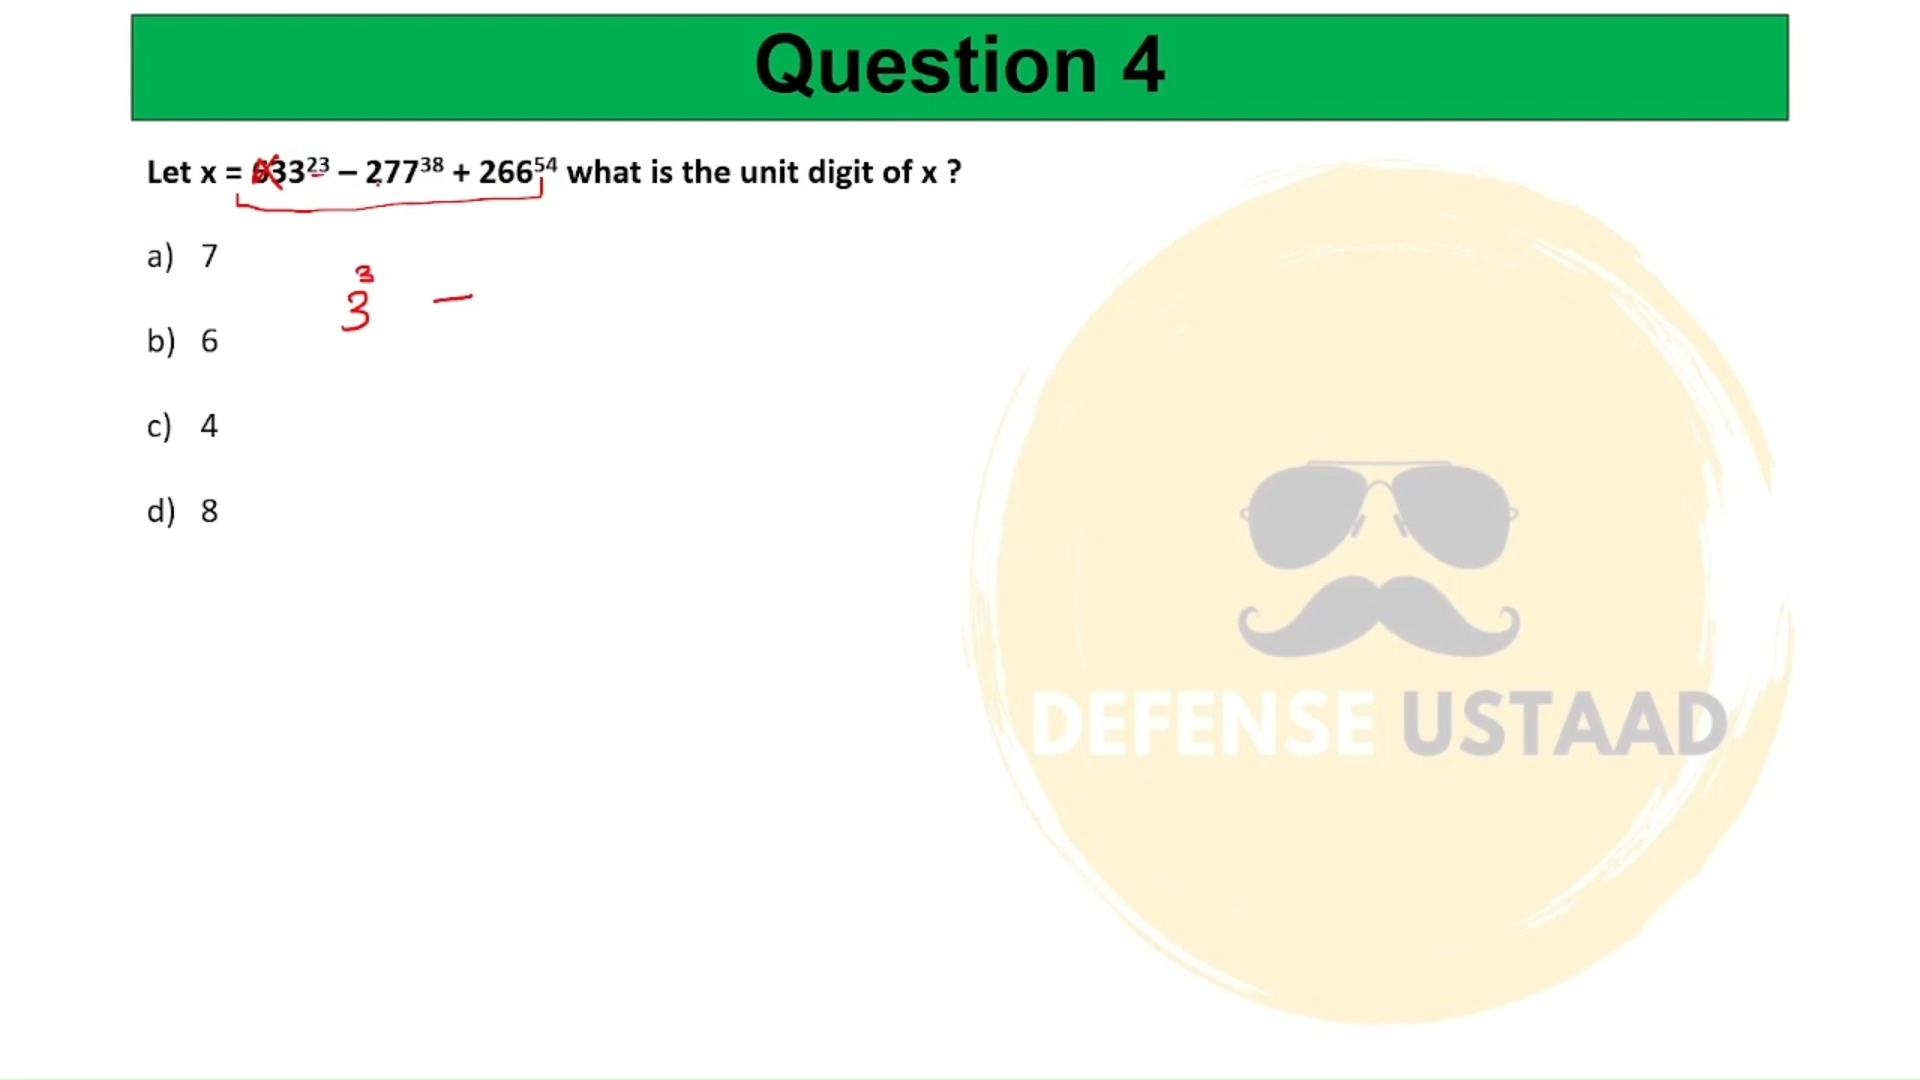 Question 4
Let x = 633²³ – 277³⁸ + 266⁵⁴ what is the unit digit of x ?
a) 7
3³ –
b) 6
c) 4
d) 8
DEFENSE USTAAD